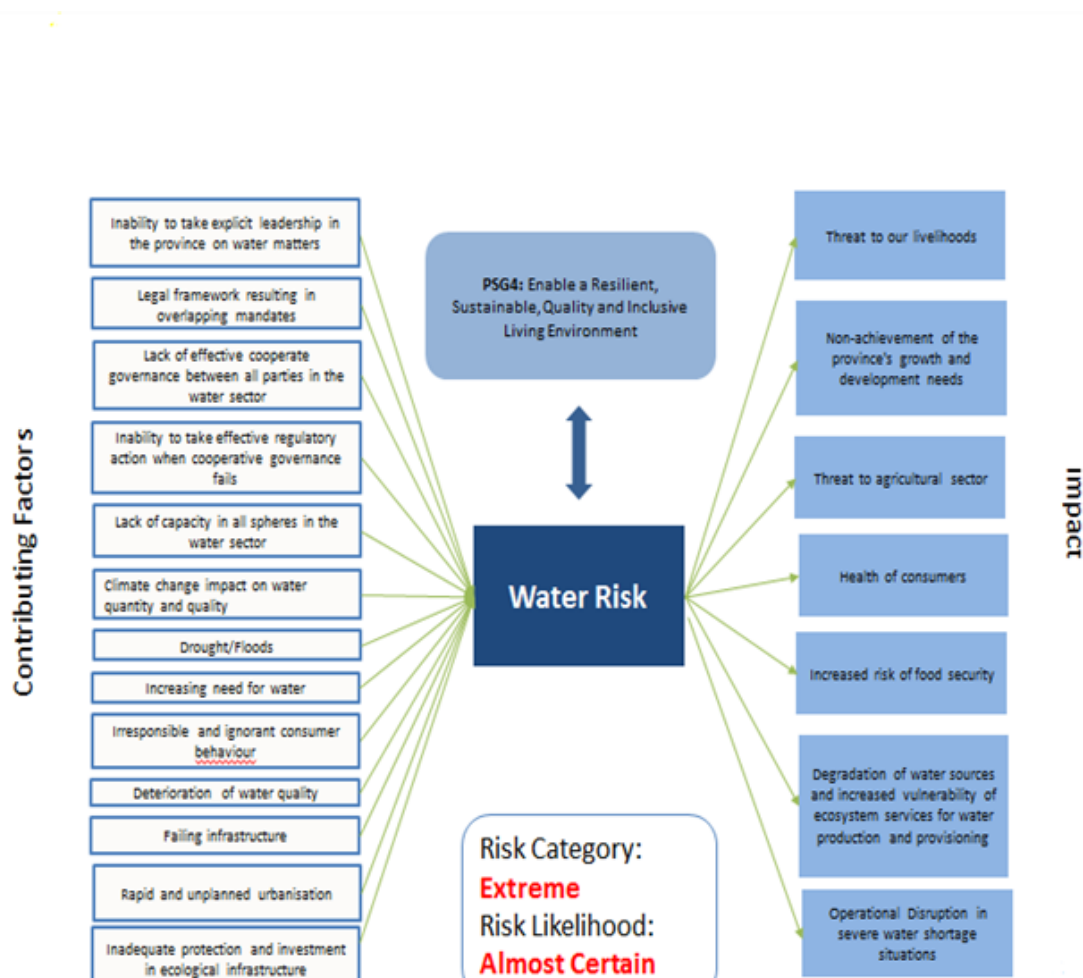 Contributing Factors
Inability to take explicit leadership in
the province on water matters
Legal framework resulting in
overlapping mandates
Lack of effective cooperate
governance between all parties in the
water sector
Inability to take effective regulatory
action when cooperative governance
fails
Lack of capacity in all spheres in the
water sector
Climate change impact on water
quantity and quality
Drought/Floods
Increasing need for water
Irresponsible and ignorant consumer
behaviour
Deterioration of water quality
Failing infrastructure
Rapid and unplanned urbanisation
Inadequate protection and investment
in ecological infrastructure
PSG4: Enable a Resilient,
Sustainable, Quality and Inclusive
Living Environment
Water Risk
Risk Category:
Extreme
Risk Likelihood:
Almost Certain
Threat to our livelihoods
Non-achievement of the
province's growth and
development needs
Threat to agricultural sector
Health of consumers
Increased risk of food security
Degradation of water sources
and increased vulnerability of
ecosystem services for water
production and provisioning
Operational Disruption in
severe water shortage
situations
Impact